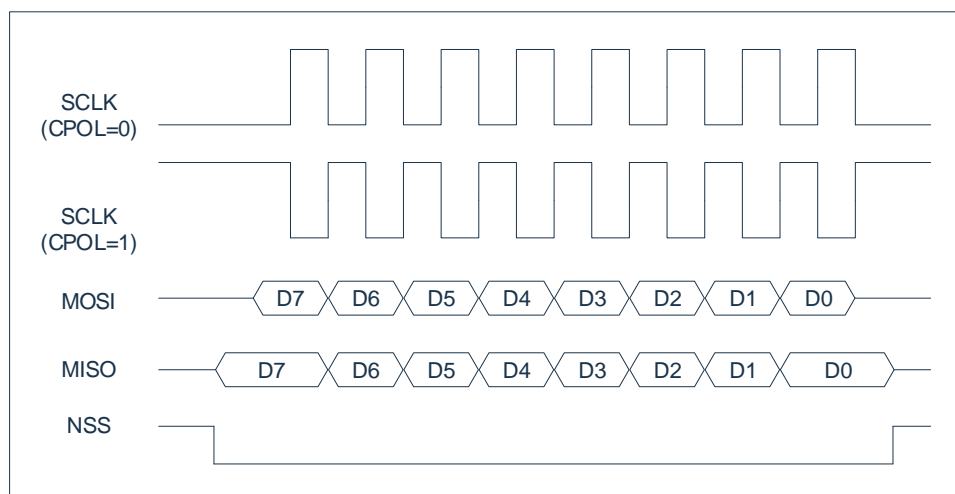 SCLK
(CPOL=0)
SCLK
(CPOL=1)
MOSI D7 D6 D5 D4 D3 D2 D1 D0
MISO D7 D6 D5 D4 D3 D2 D1 D0
NSS